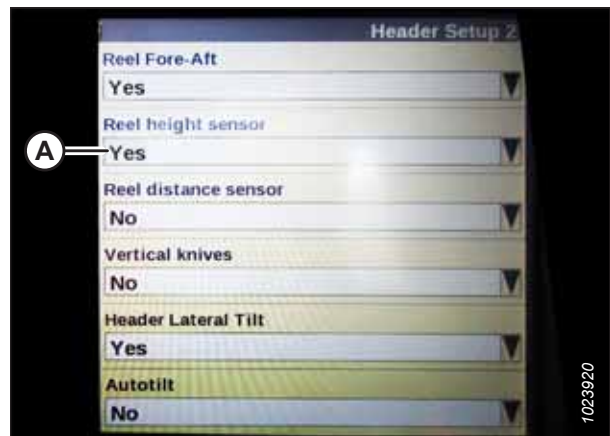 Header Setup 2
Reel Fore-Aft
Yes
Reel height sensor
A
Yes
Reel distance sensor
No
Vertical knives
No
Header Lateral Tilt
Yes
Autotilt
No
1023920